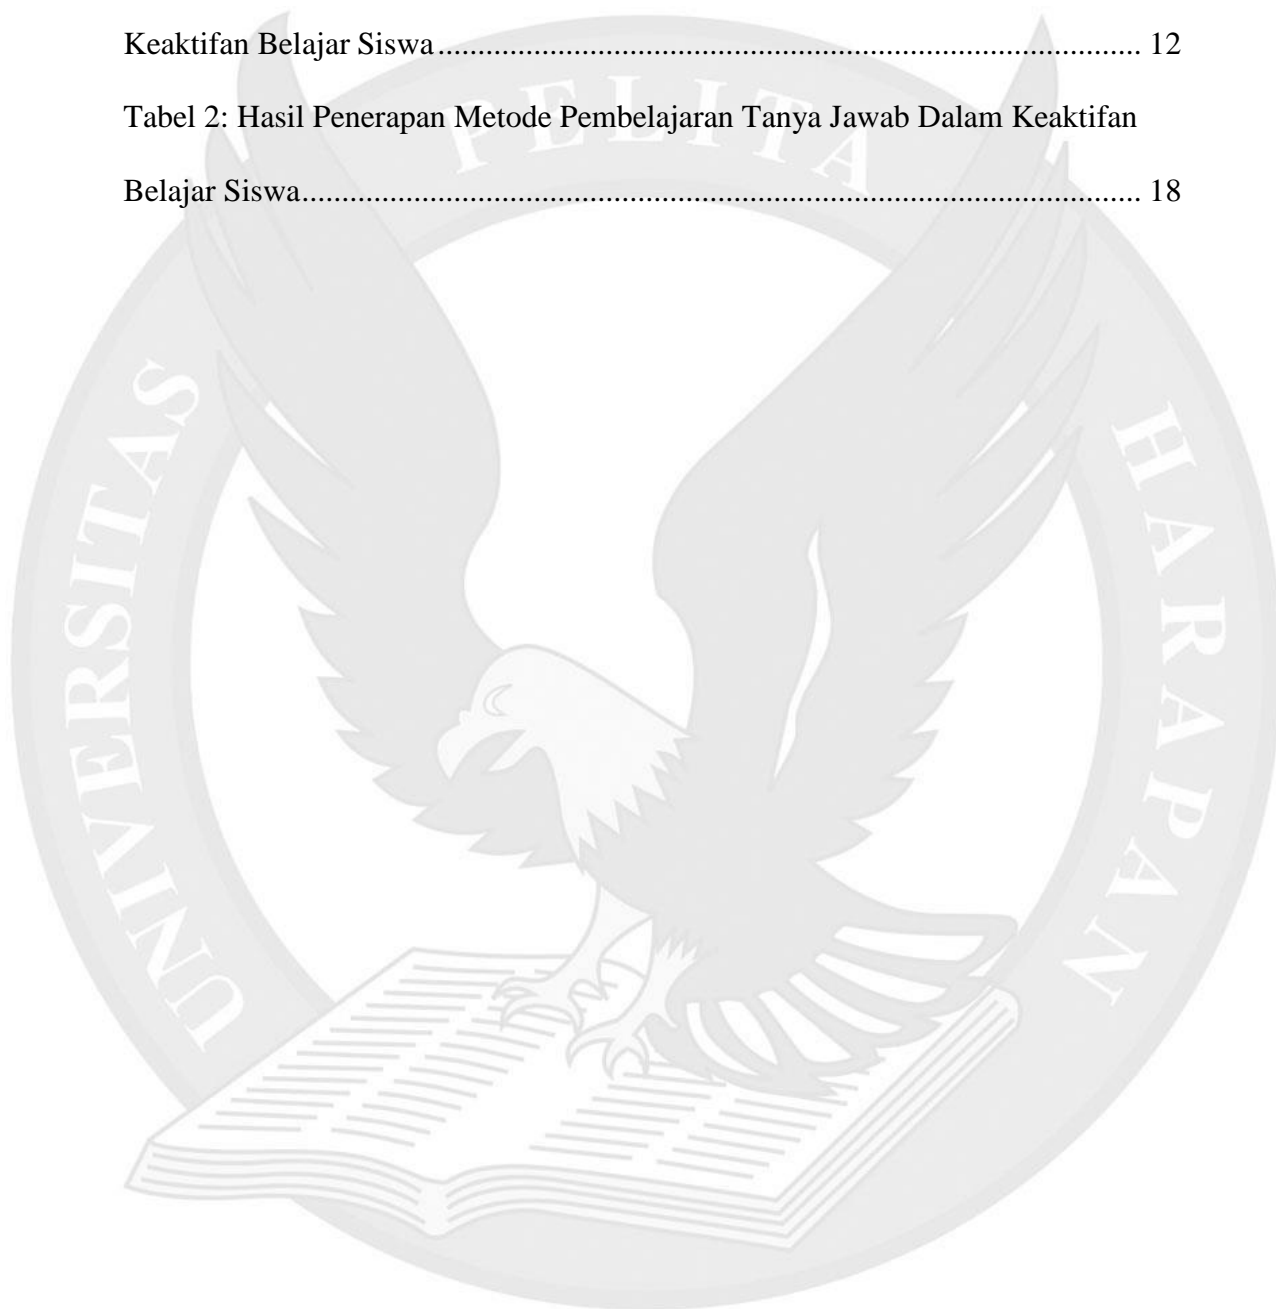 Keaktifan Belajar Siswa........................................................................................ 12
Tabel 2: Hasil Penerapan Metode Pembelajaran Tanya Jawab Dalam Keaktifan
Belajar Siswa......................................................................................................... 18
UNIVERSITAS PELITA HARAPAN